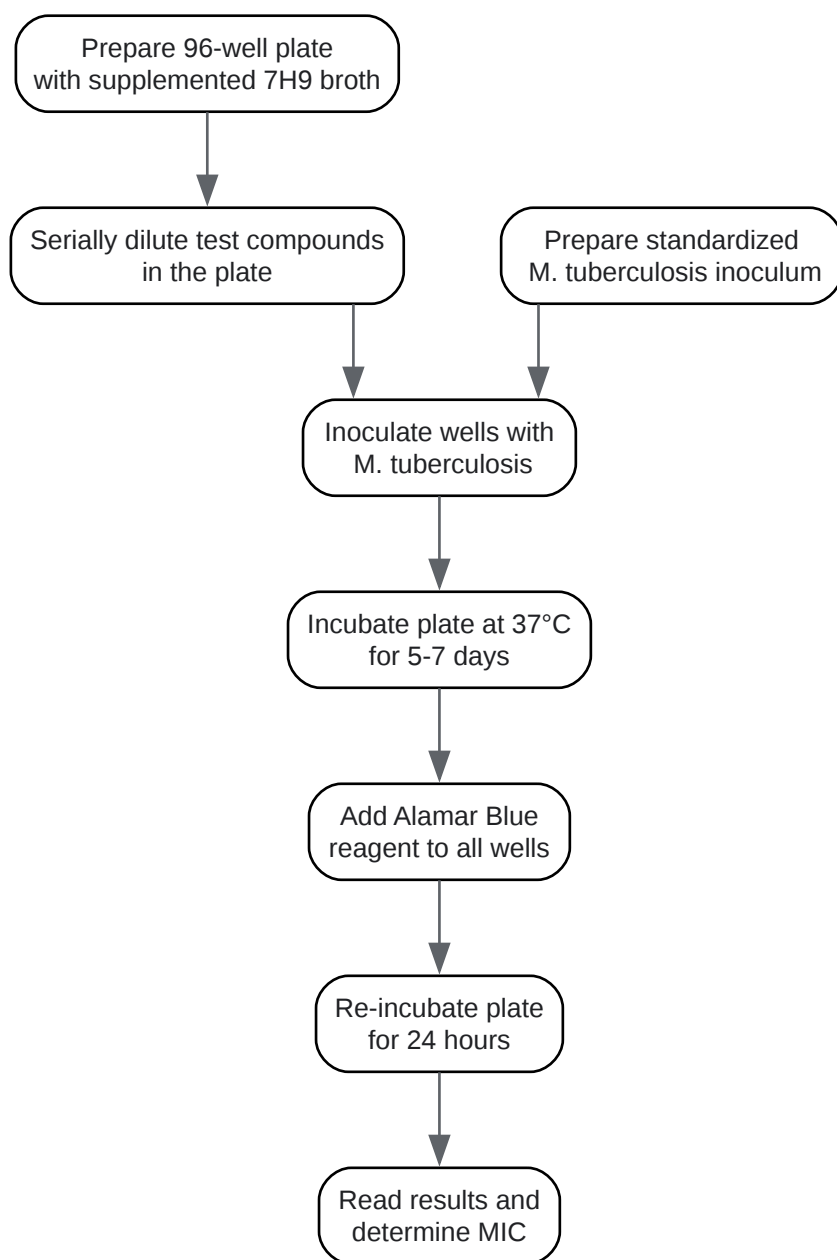 Prepare 96-well plate
with supplemented 7H9 broth
Serially dilute test compounds
in the plate
Prepare standardized
M. tuberculosis inoculum
Inoculate wells with
M. tuberculosis
Incubate plate at 37°C
for 5-7 days
Add Alamar Blue
reagent to all wells
Re-incubate plate
for 24 hours
Read results and
determine MIC